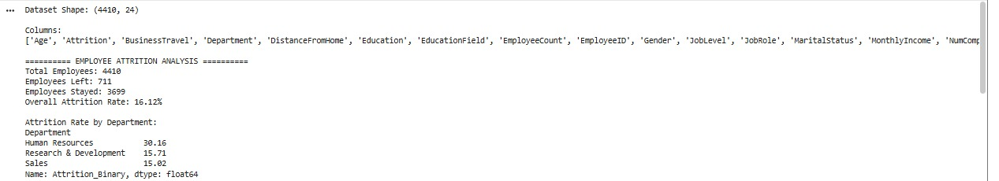 Dataset Shape: (4410, 24)
Columns:
['Age', 'Attrition', 'BusinessTravel', 'Department', 'DistanceFromHome', 'Education', 'EducationField', 'EmployeeCount', 'EmployeeID', 'Gender', 'JobLevel', 'JobRole', 'MaritalStatus', 'MonthlyIncome', 'NumComp
========== EMPLOYEE ATTRITION ANALYSIS ==========
Total Employees: 4410
Employees Left: 711
Employees Stayed: 3699
Overall Attrition Rate: 16.12%
Attrition Rate by Department:
Department
Human Resources 30.16
Research & Development 15.71
Sales 15.02
Name: Attrition_Binary, dtype: float64